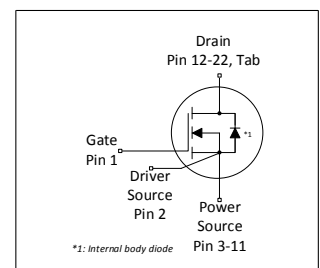 Drain
Pin 12-22, Tab
*1
Gate
Pin 1
Driver
Source
Pin 2
Power
Source
Pin 3-11
*1: Internal body diode